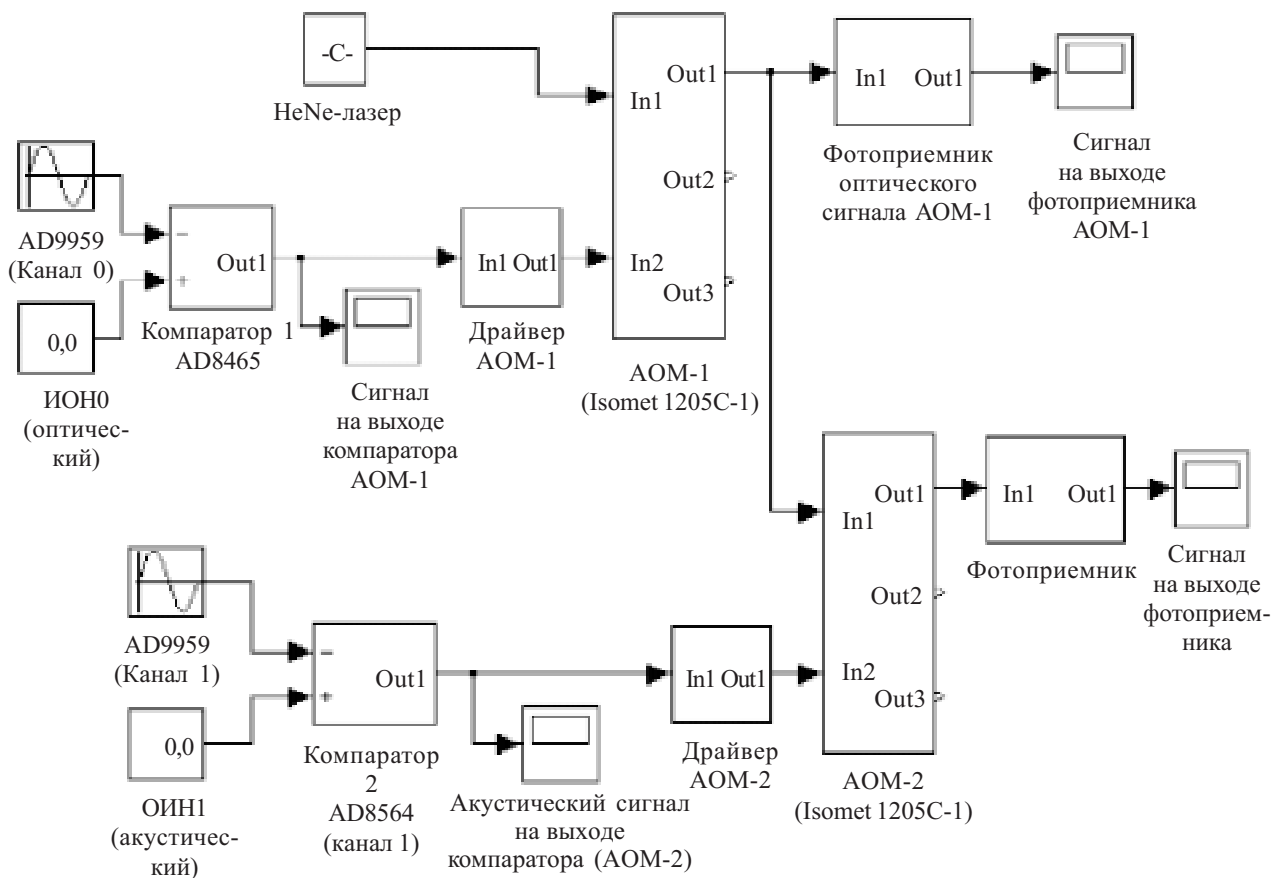 -C-
HeNe-лазер
In1
Out1
Out2
In2
Out3
АОМ-1
(Isomet 1205C-1)
In1 Out1
Фотоприемник
оптического
сигнала АОМ-1
Сигнал
на выходе
фотоприемника
АОМ-1
AD9959
(Канал 0)
0,0
ИОН0
(оптичес-
кий)
−
+
Out1
Компаратор 1
AD8465
Сигнал
на выходе
компаратора
АОМ-1
In1 Out1
Драйвер
АОМ-1
AD9959
(Канал 1)
0,0
ОИН1
(акустичес-
кий)
−
+
Out1
Компаратор
2
AD8564
(канал 1)
Акустический сигнал
на выходе
компаратора (АОМ-2)
In1 Out1
Драйвер
АОМ-2
Out1
In1
Out2
In2
Out3
АОМ-2
(Isomet 1205C-1)
In1 Out1
Фотоприемник
Сигнал
на выходе
фотоприем-
ника